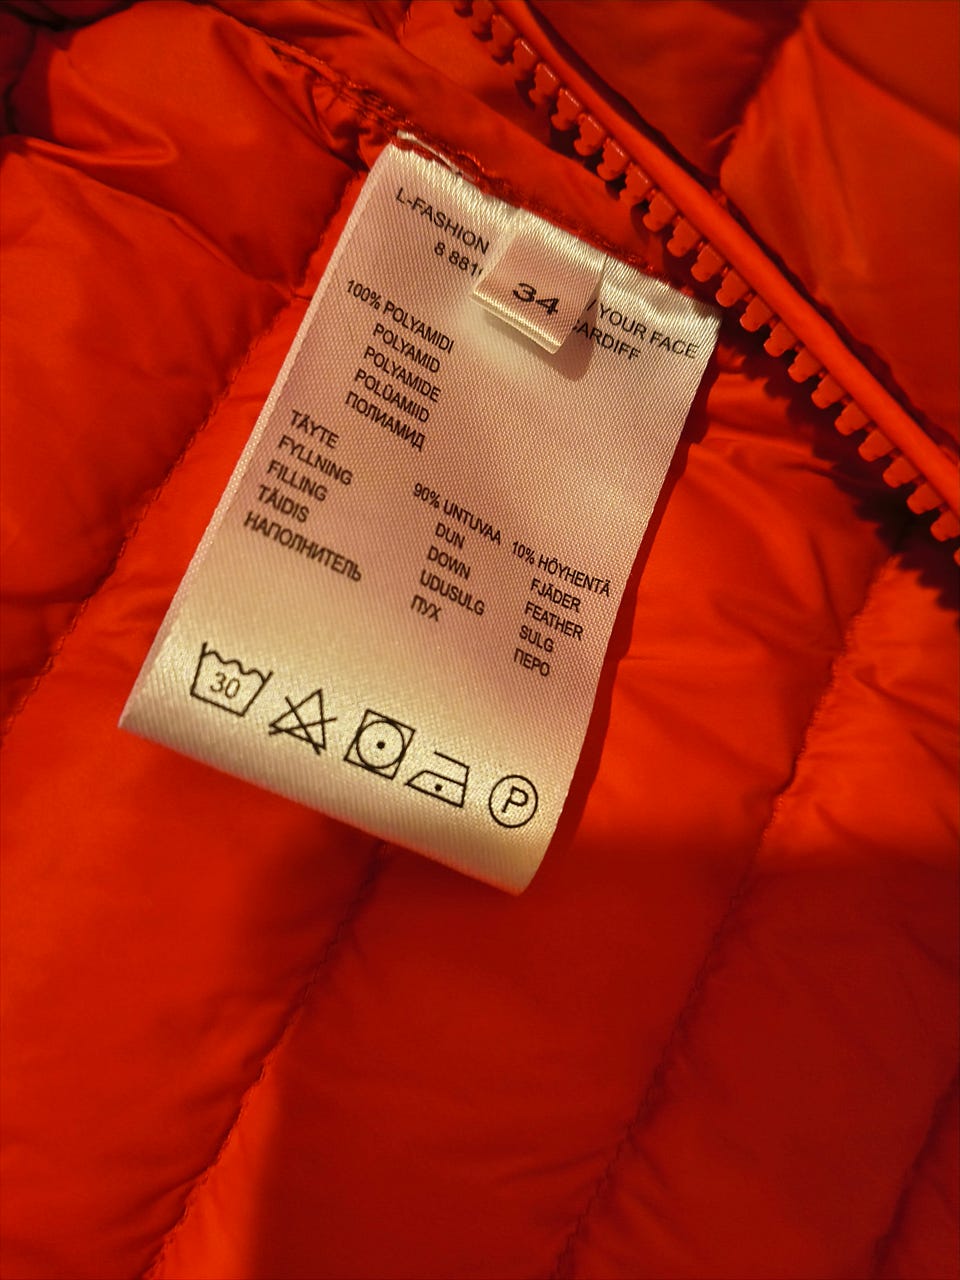 L-FASHION
/ YOUR FACE
8 881
CARDIFF
34
100% POLYAMIDI
POLYAMID
POLYAMIDE
POLÜAMIID
ПОЛИАМИД
TÄYTE
FYLLNING
FILLING
TÄIDIS
НАПОЛНИТЕЛЬ
90% UNTUVAA 10% HÖYHENTÄ
DUN FJÄDER
DOWN FEATHER
UDUSULG SULG
ПУХ ПЕРО
30
P